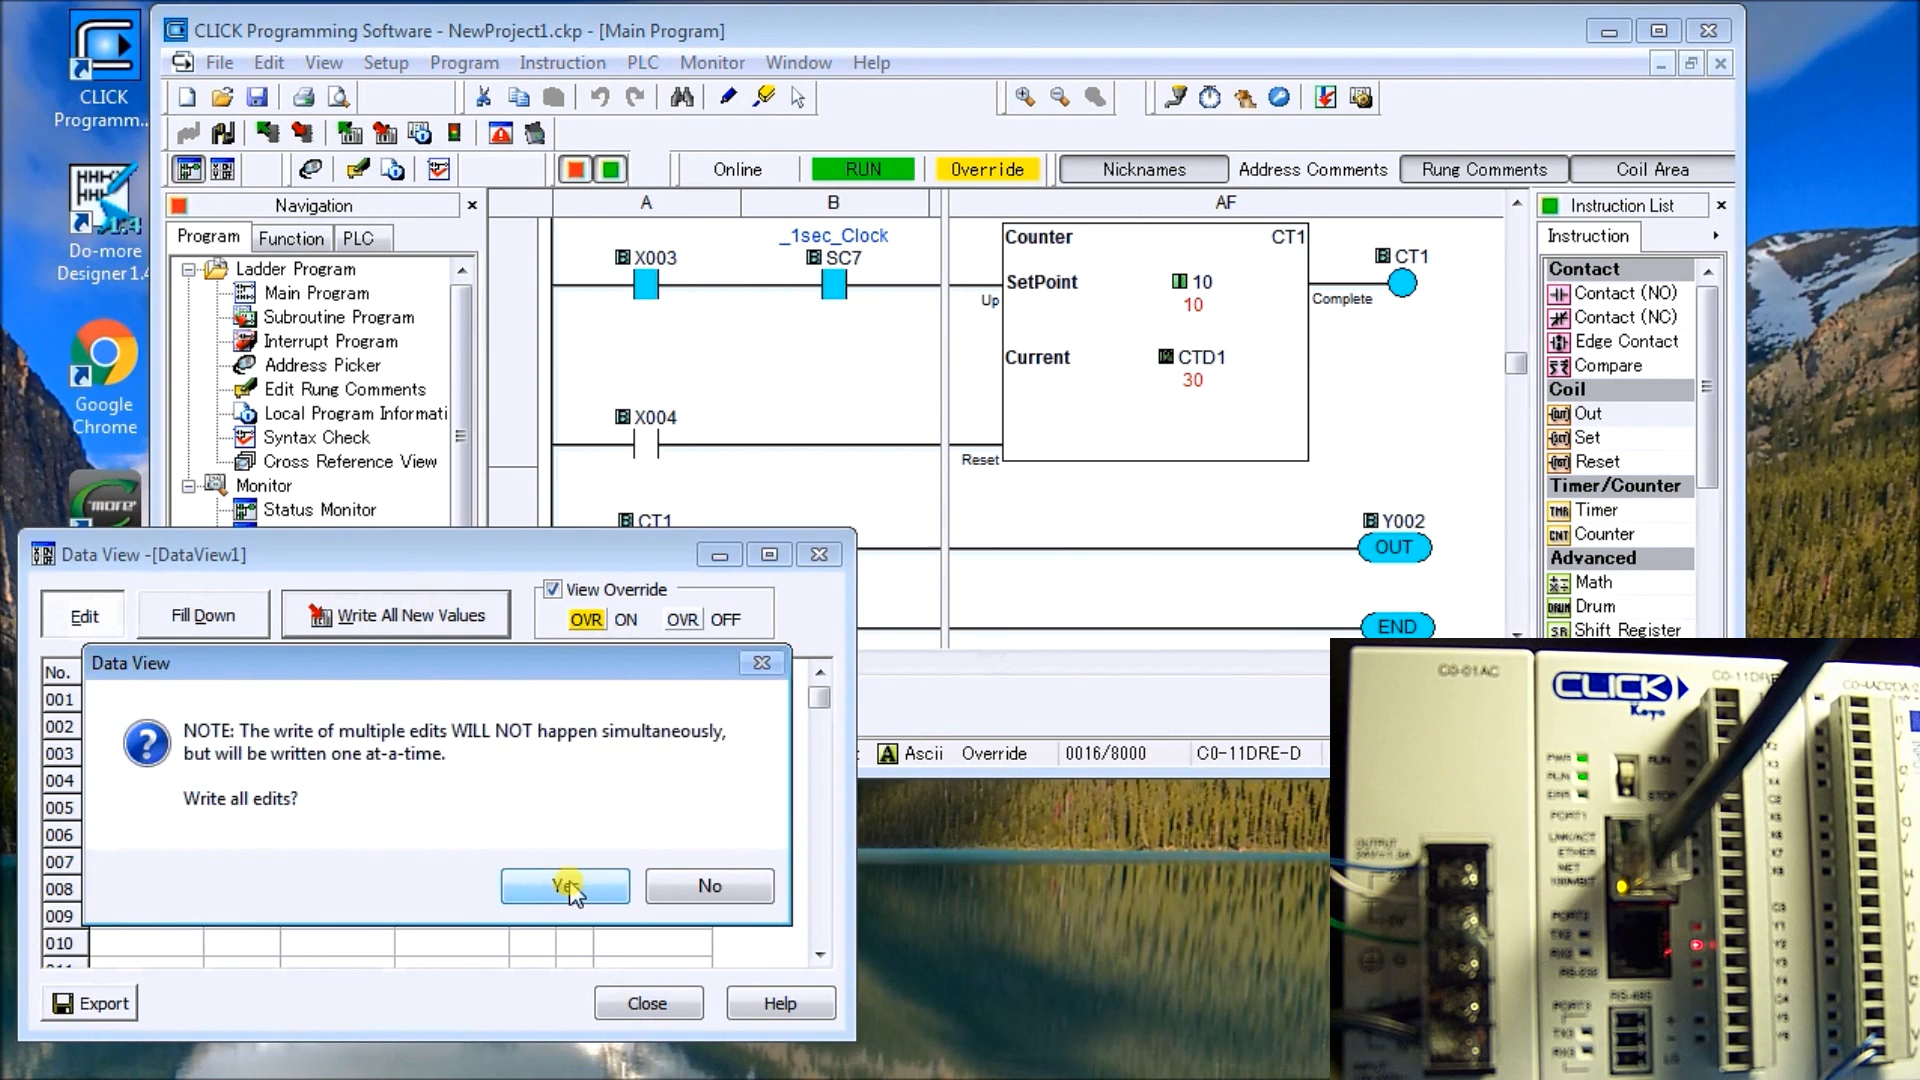 CLICK Programming Software - NewProject1.ckp - [Main Program]
File Edit View Setup Program Instruction PLC Monitor Window Help
CLICK
Programm...
Do-more
Designer 1.4
Google
Chrome
Online RUN Override Nicknames Address Comments Rung Comments Coil Area
Navigation
Program Function PLC
Ladder Program
Main Program
Subroutine Program
Interrupt Program
Address Picker
Edit Rung Comments
Local Program Informati
Syntax Check
Cross Reference View
Monitor
Status Monitor
A B AF
_1sec_Clock
X003 SC7
Counter CT1
SetPoint 10
10
Current CTD1
30
Up
Reset
Complete
CT1
X004
CT1
Y002
OUT
END
Instruction List
Instruction
Contact
Contact (NO)
Contact (NC)
Edge Contact
Compare
Coil
Out
Set
Reset
Timer/Counter
Timer
Counter
Advanced
Math
Drum
Shift Register
Data View -[DataView1]
Edit Fill Down Write All New Values
View Override
OVR ON OVR OFF
No.
001
002
003
004
005
006
007
008
009
010
Data View
NOTE: The write of multiple edits WILL NOT happen simultaneously,
but will be written one at-a-time.
Write all edits?
No
Export Close Help
Ascii Override 0016/8000 C0-11DRE-D
C0-01AC
CLICK
Koyo
PWR
RUN